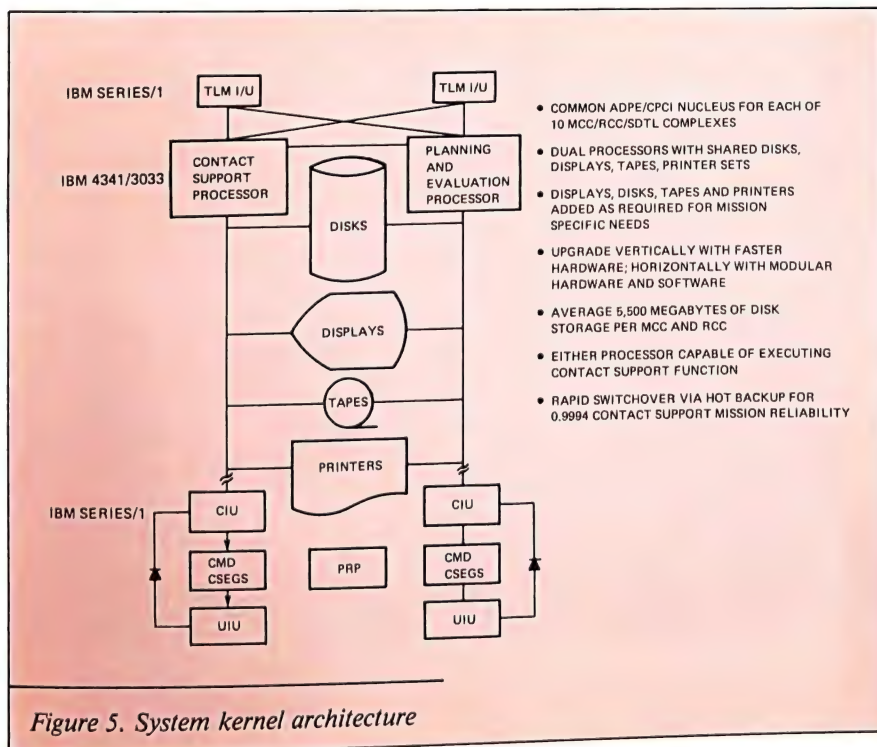 IBM SERIES/1
TLM I/U
TLM I/U
IBM 4341/3033
CONTACT
SUPPORT
PROCESSOR
PLANNING
AND
EVALUATION
PROCESSOR
DISKS
DISPLAYS
TAPES
PRINTERS
IBM SERIES/1
CIU
CMD
CSEGS
UIU
PRP
CIU
CMD
CSEGS
UIU
• COMMON ADPE/CPCI NUCLEUS FOR EACH OF
10 MCC/RCC/SDTL COMPLEXES
• DUAL PROCESSORS WITH SHARED DISKS,
DISPLAYS, TAPES, PRINTER SETS
• DISPLAYS, DISKS, TAPES AND PRINTERS
ADDED AS REQUIRED FOR MISSION
SPECIFIC NEEDS
• UPGRADE VERTICALLY WITH FASTER
HARDWARE; HORIZONTALLY WITH MODULAR
HARDWARE AND SOFTWARE
• AVERAGE 5,500 MEGABYTES OF DISK
STORAGE PER MCC AND RCC
• EITHER PROCESSOR CAPABLE OF EXECUTING
CONTACT SUPPORT FUNCTION
• RAPID SWITCHOVER VIA HOT BACKUP FOR
0.9994 CONTACT SUPPORT MISSION RELIABILITY
Figure 5. System kernel architecture